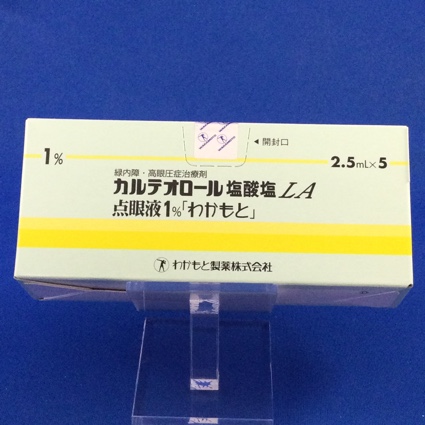 ◀ 開封口
1%
2.5mL×5
緑内障・高眼圧症治療剤
カルテオロール塩酸塩LA
点眼液1%「わかもと」
わかもと製薬株式会社